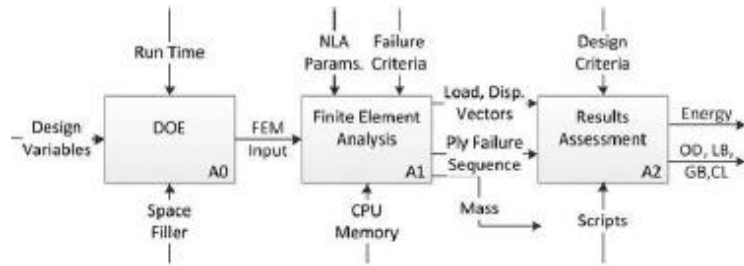 Run Time
NLA
Params.
Failure
Criteria
Design
Criteria
Design
Variables
DOE
A0
FEM
Input
Finite Element
Analysis
A1
Load, Disp.
Vectors
Ply Failure
Sequence
Mass
Results
Assessment
A2
Energy
OD, LB,
GB,CL
Space
Filler
CPU
Memory
Scripts